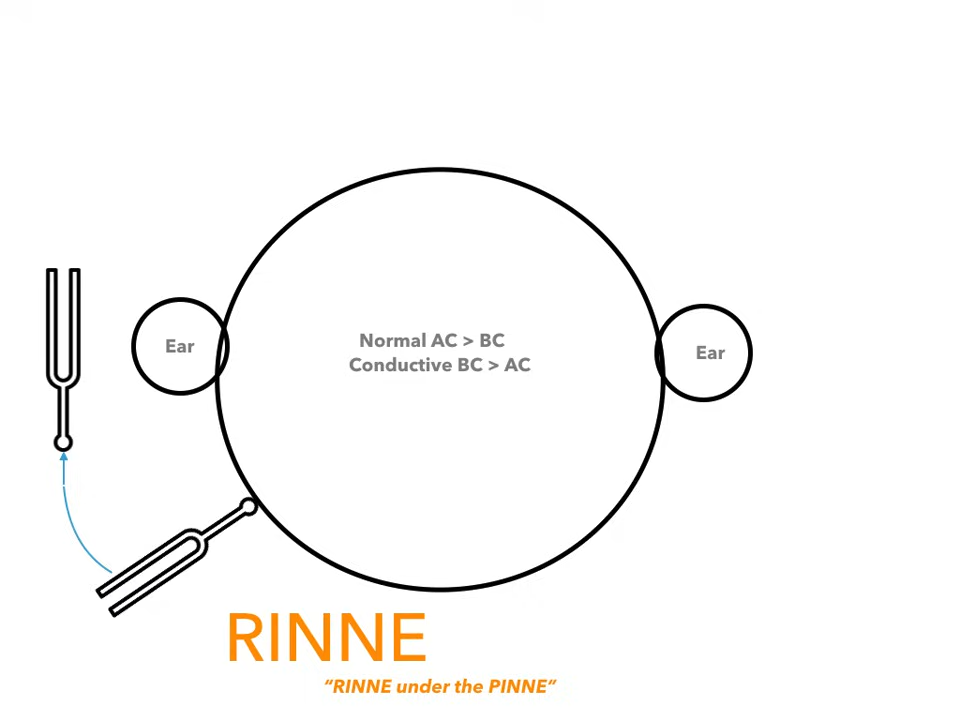 Ear
Normal AC > BC
Conductive BC > AC
Ear
RINNE
“RINNE under the PINNE”